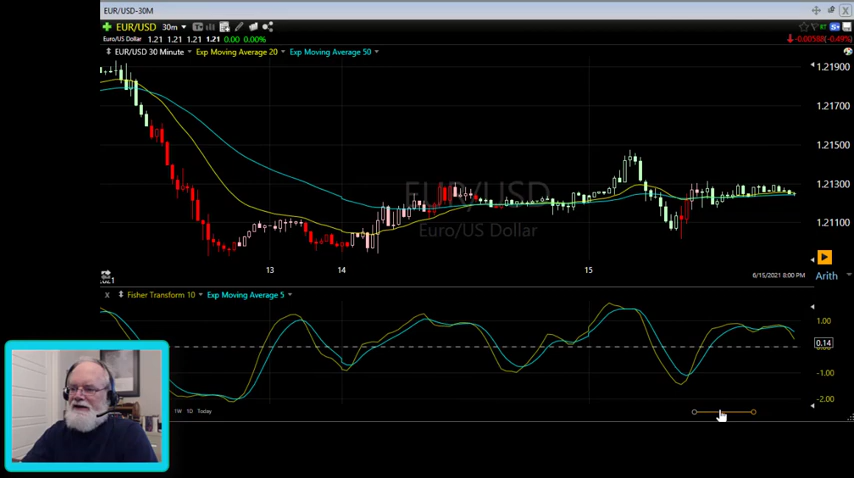 EUR/USD-30M
EUR/USD 30m
Euro/US Dollar 1.21 1.21 1.21 1.21 0.00 0.00% -0.00588 (-0.49%)
EUR/USD 30 Minute Exp Moving Average 20 Exp Moving Average 50
1.21900
1.21700
1.21500
1.21300
1.21100
EUR/USD
Euro/US Dollar
13 14 15 6/15/2021 8:00 PM
Arith
X Fisher Transform 10 Exp Moving Average 5
1.00
0.14
-1.00
-2.00
1W 1D Today